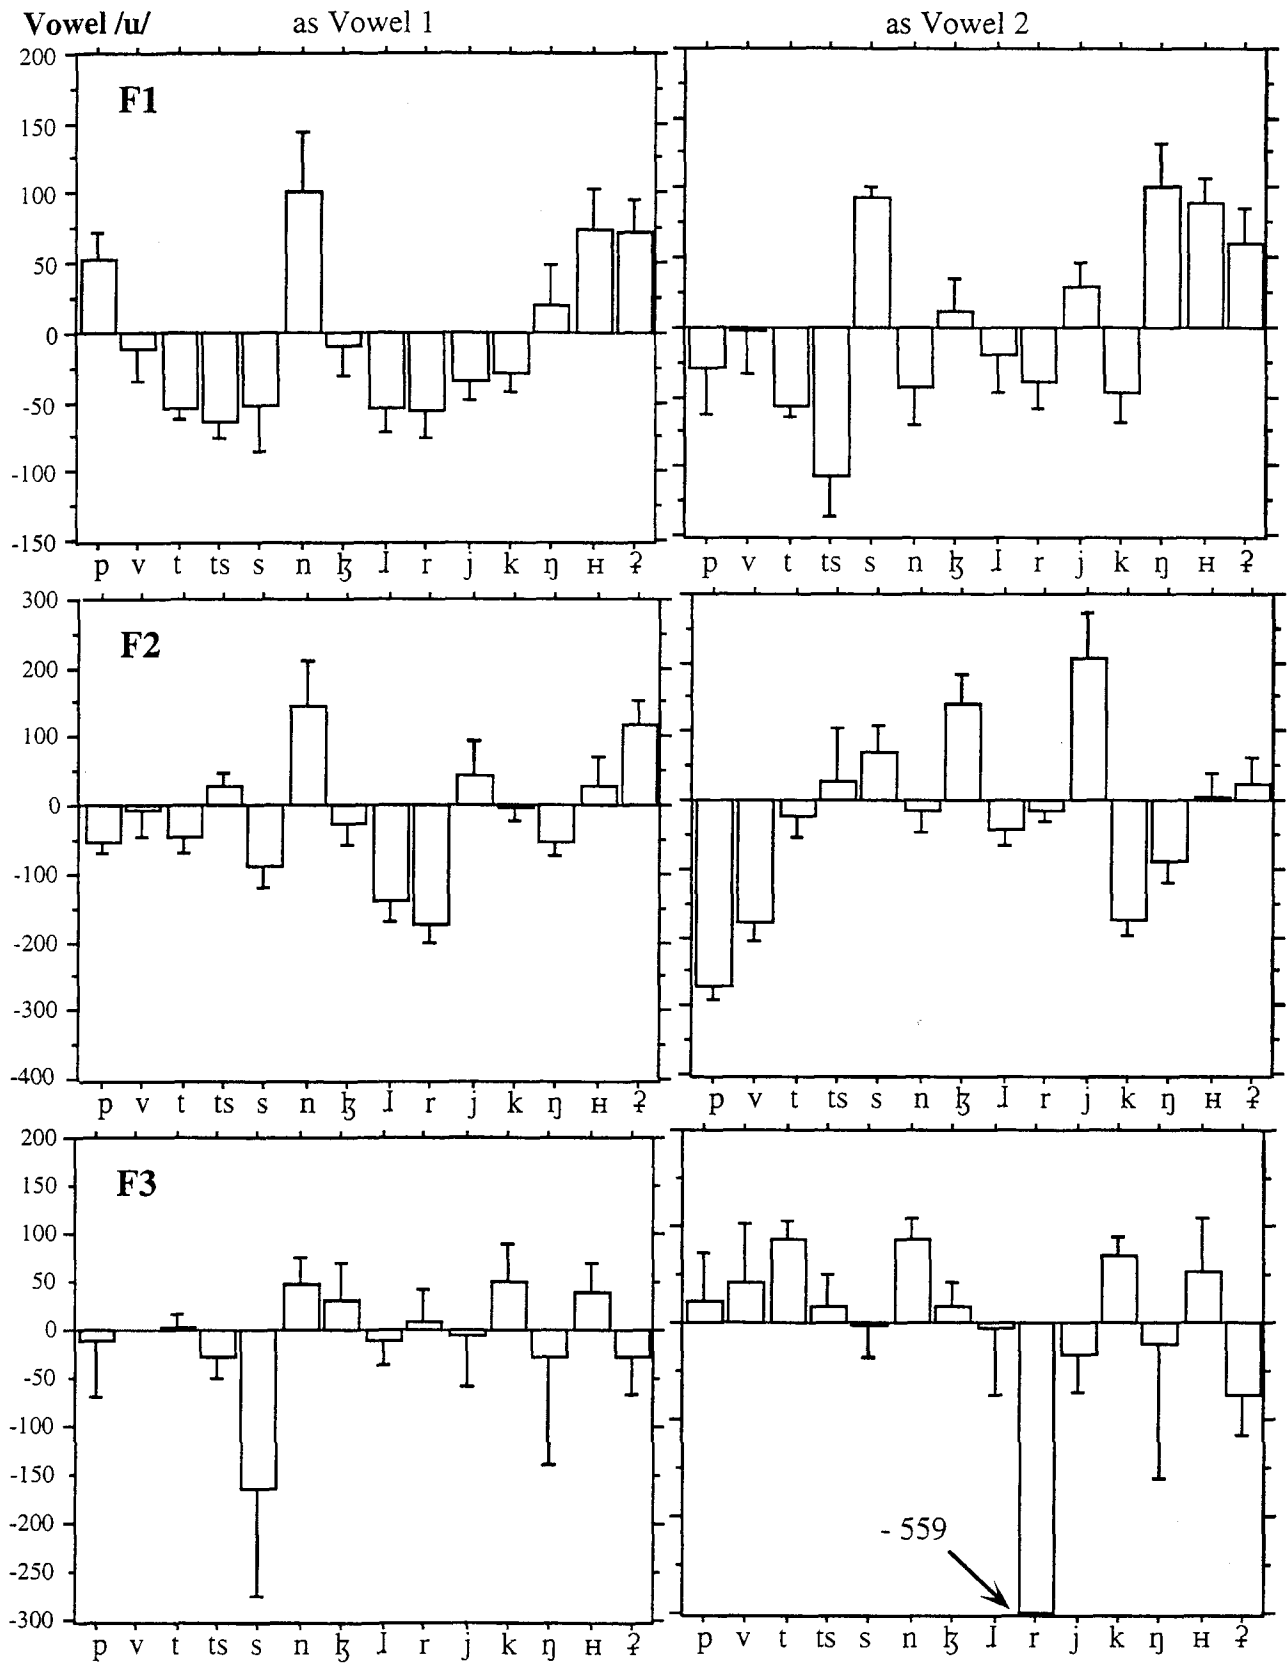 Vowel /u/ as Vowel 1 as Vowel 2
F1
200
150
100
50
0
-50
-100
-150
p v t ts s n ɮ ɹ r j k ŋ ʜ ʡ
p v t ts s n ɮ ɹ r j k ŋ ʜ ʡ
F2
300
200
100
0
-100
-200
-300
-400
p v t ts s n ɮ ɹ r j k ŋ ʜ ʡ
p v t ts s n ɮ ɹ r j k ŋ ʜ ʡ
F3
200
150
100
50
0
-50
-100
-150
-200
-250
-300
- 559
p v t ts s n ɮ ɹ r j k ŋ ʜ ʡ
p v t ts s n ɮ ɹ r j k ŋ ʜ ʡ